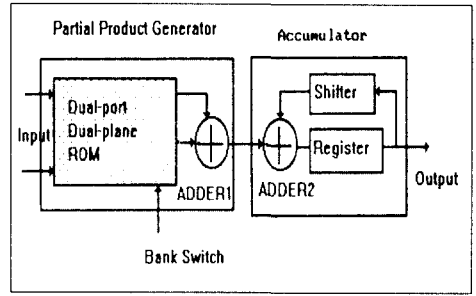 Partial Product Generator
Accumulator
Dual-port
Dual-plane
ROM
Input
ADDER1
Shifter
Register
ADDER2
Output
Bank Switch